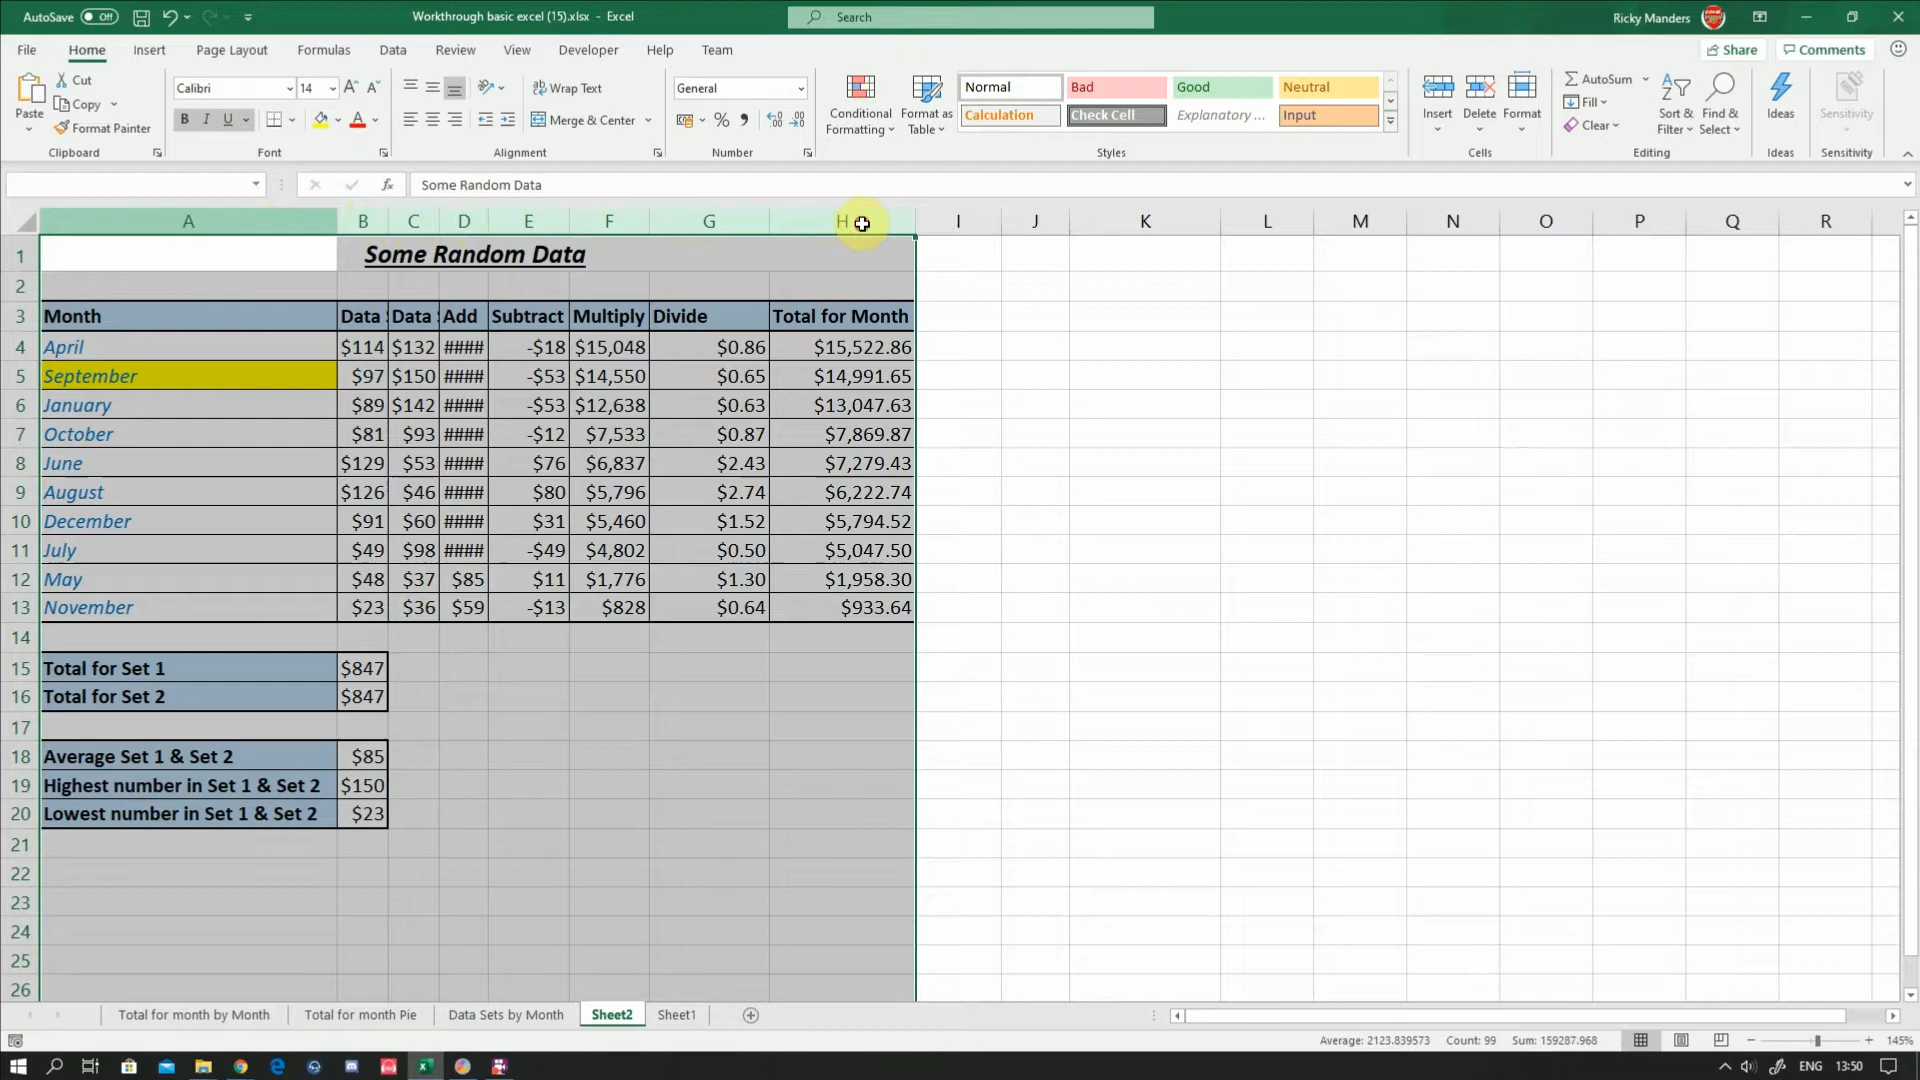 AutoSave Off Workthrough basic excel (15).xlsx - Excel Search Ricky Manders
File Home Insert Page Layout Formulas Data Review View Developer Help Team Share Comments
Paste Cut Copy Format Painter Clipboard
Calibri 14 B I U Font
Wrap Text Merge & Center Alignment
General % Number
Conditional Formatting Format as Table
Normal Bad Good Neutral
Calculation Check Cell Explanatory ... Input
Styles
Insert Delete Format Cells
AutoSum Fill Clear Sort & Filter Find & Select Editing
Ideas Ideas
Sensitivity Sensitivity
fx Some Random Data
A B C D E F G H I J K L M N O P Q R
1 Some Random Data
2
3 Month Data Data Add Subtract Multiply Divide Total for Month
4 April $114 $132 #### -$18 $15,048 $0.86 $15,522.86
5 September $97 $150 #### -$53 $14,550 $0.65 $14,991.65
6 January $89 $142 #### -$53 $12,638 $0.63 $13,047.63
7 October $81 $93 #### -$12 $7,533 $0.87 $7,869.87
8 June $129 $53 #### $76 $6,837 $2.43 $7,279.43
9 August $126 $46 #### $80 $5,796 $2.74 $6,222.74
10 December $91 $60 #### $31 $5,460 $1.52 $5,794.52
11 July $49 $98 #### -$49 $4,802 $0.50 $5,047.50
12 May $48 $37 $85 $11 $1,776 $1.30 $1,958.30
13 November $23 $36 $59 -$13 $828 $0.64 $933.64
14
15 Total for Set 1 $847
16 Total for Set 2 $847
17
18 Average Set 1 & Set 2 $85
19 Highest number in Set 1 & Set 2 $150
20 Lowest number in Set 1 & Set 2 $23
21
22
23
24
25
26
Total for month by Month Total for month Pie Data Sets by Month Sheet2 Sheet1
Average: 2123.839573 Count: 99 Sum: 159287.968 145%
ENG 13:50